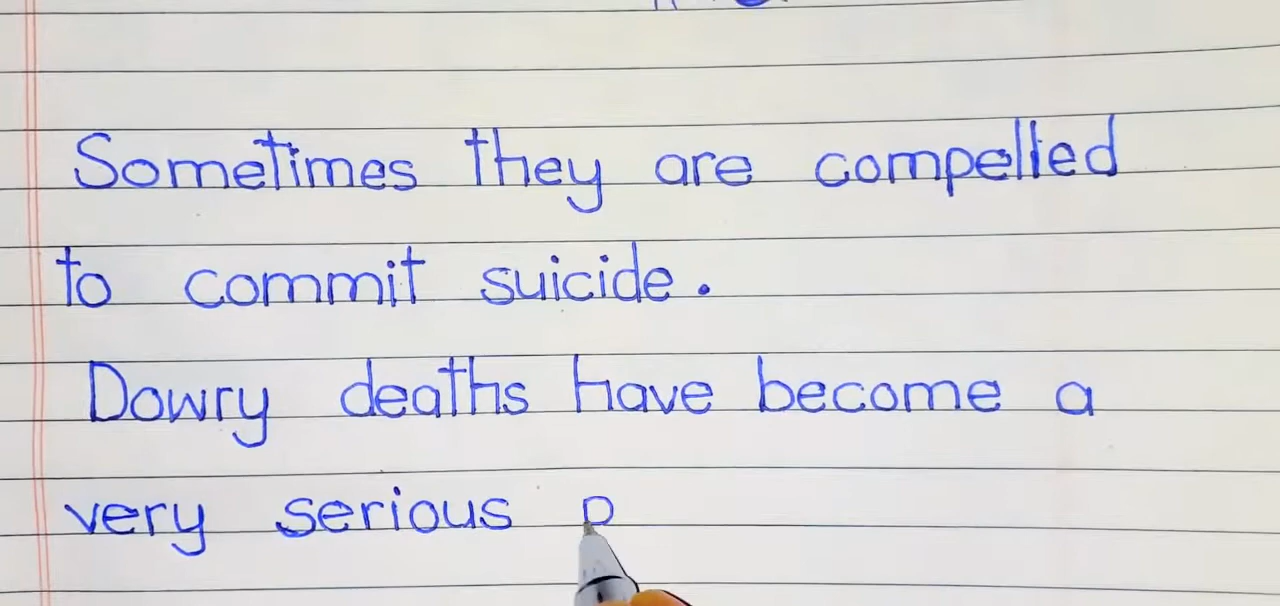 Sometimes they are compelled
to commit suicide.
Dowry deaths have become a
very serious p